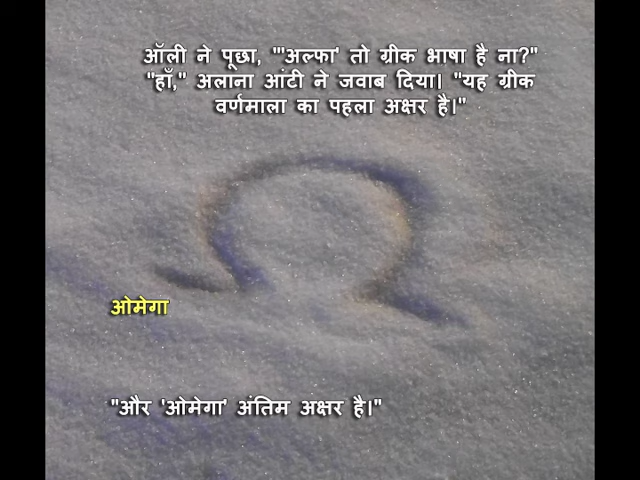 ऑली ने पूछा, "'अल्फा' तो ग्रीक भाषा है ना?"
"हाँ," अलाना आंटी ने जवाब दिया। "यह ग्रीक
वर्णमाला का पहला अक्षर है।"
Ω
ओमेगा
"और 'ओमेगा' अंतिम अक्षर है।"